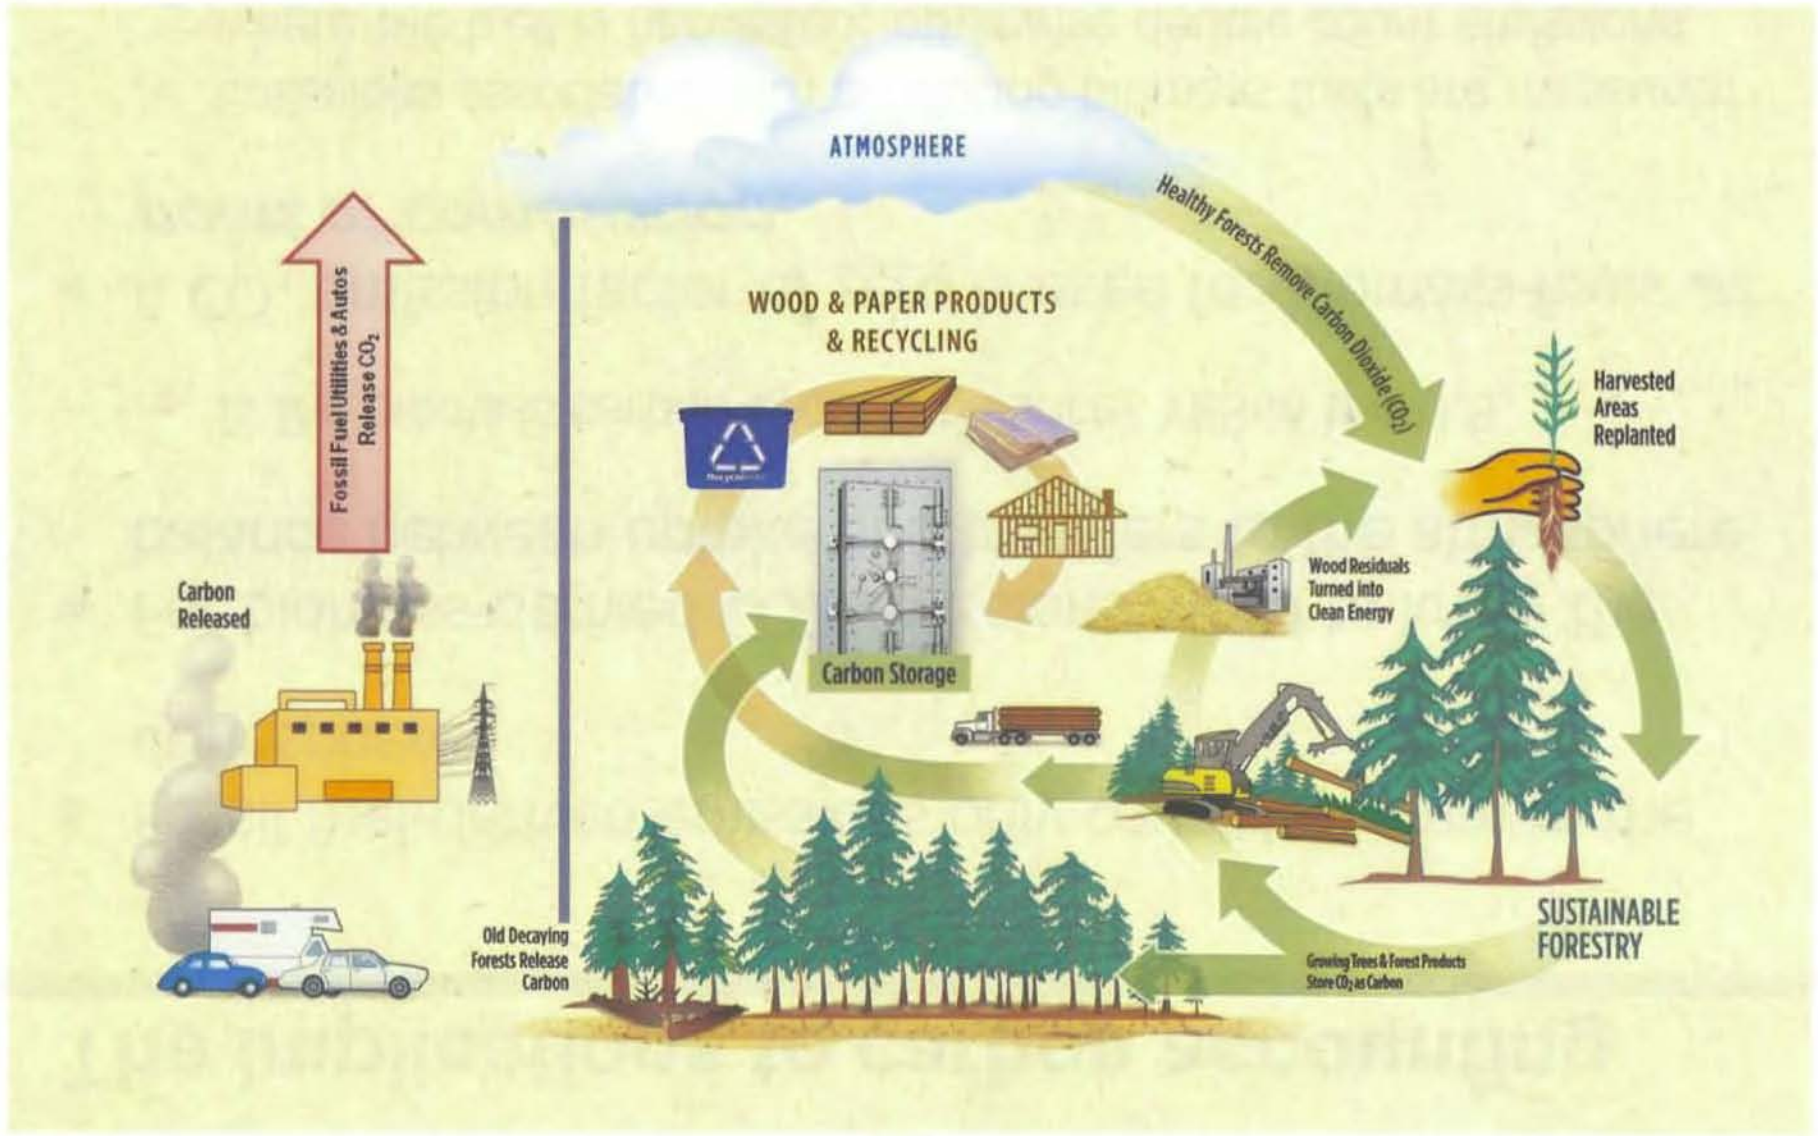 ATMOSPHERE
Healthy Forests Remove Carbon Dioxide (CO₂)
Fossil Fuel Utilities & Autos
Release CO₂
WOOD & PAPER PRODUCTS
& RECYCLING
Harvested
Areas
Replanted
Carbon
Released
Wood Residuals
Turned into
Clean Energy
Carbon Storage
SUSTAINABLE
FORESTRY
Old Decaying
Forests Release
Carbon
Growing Trees & Forest Products
Store CO₂ as Carbon